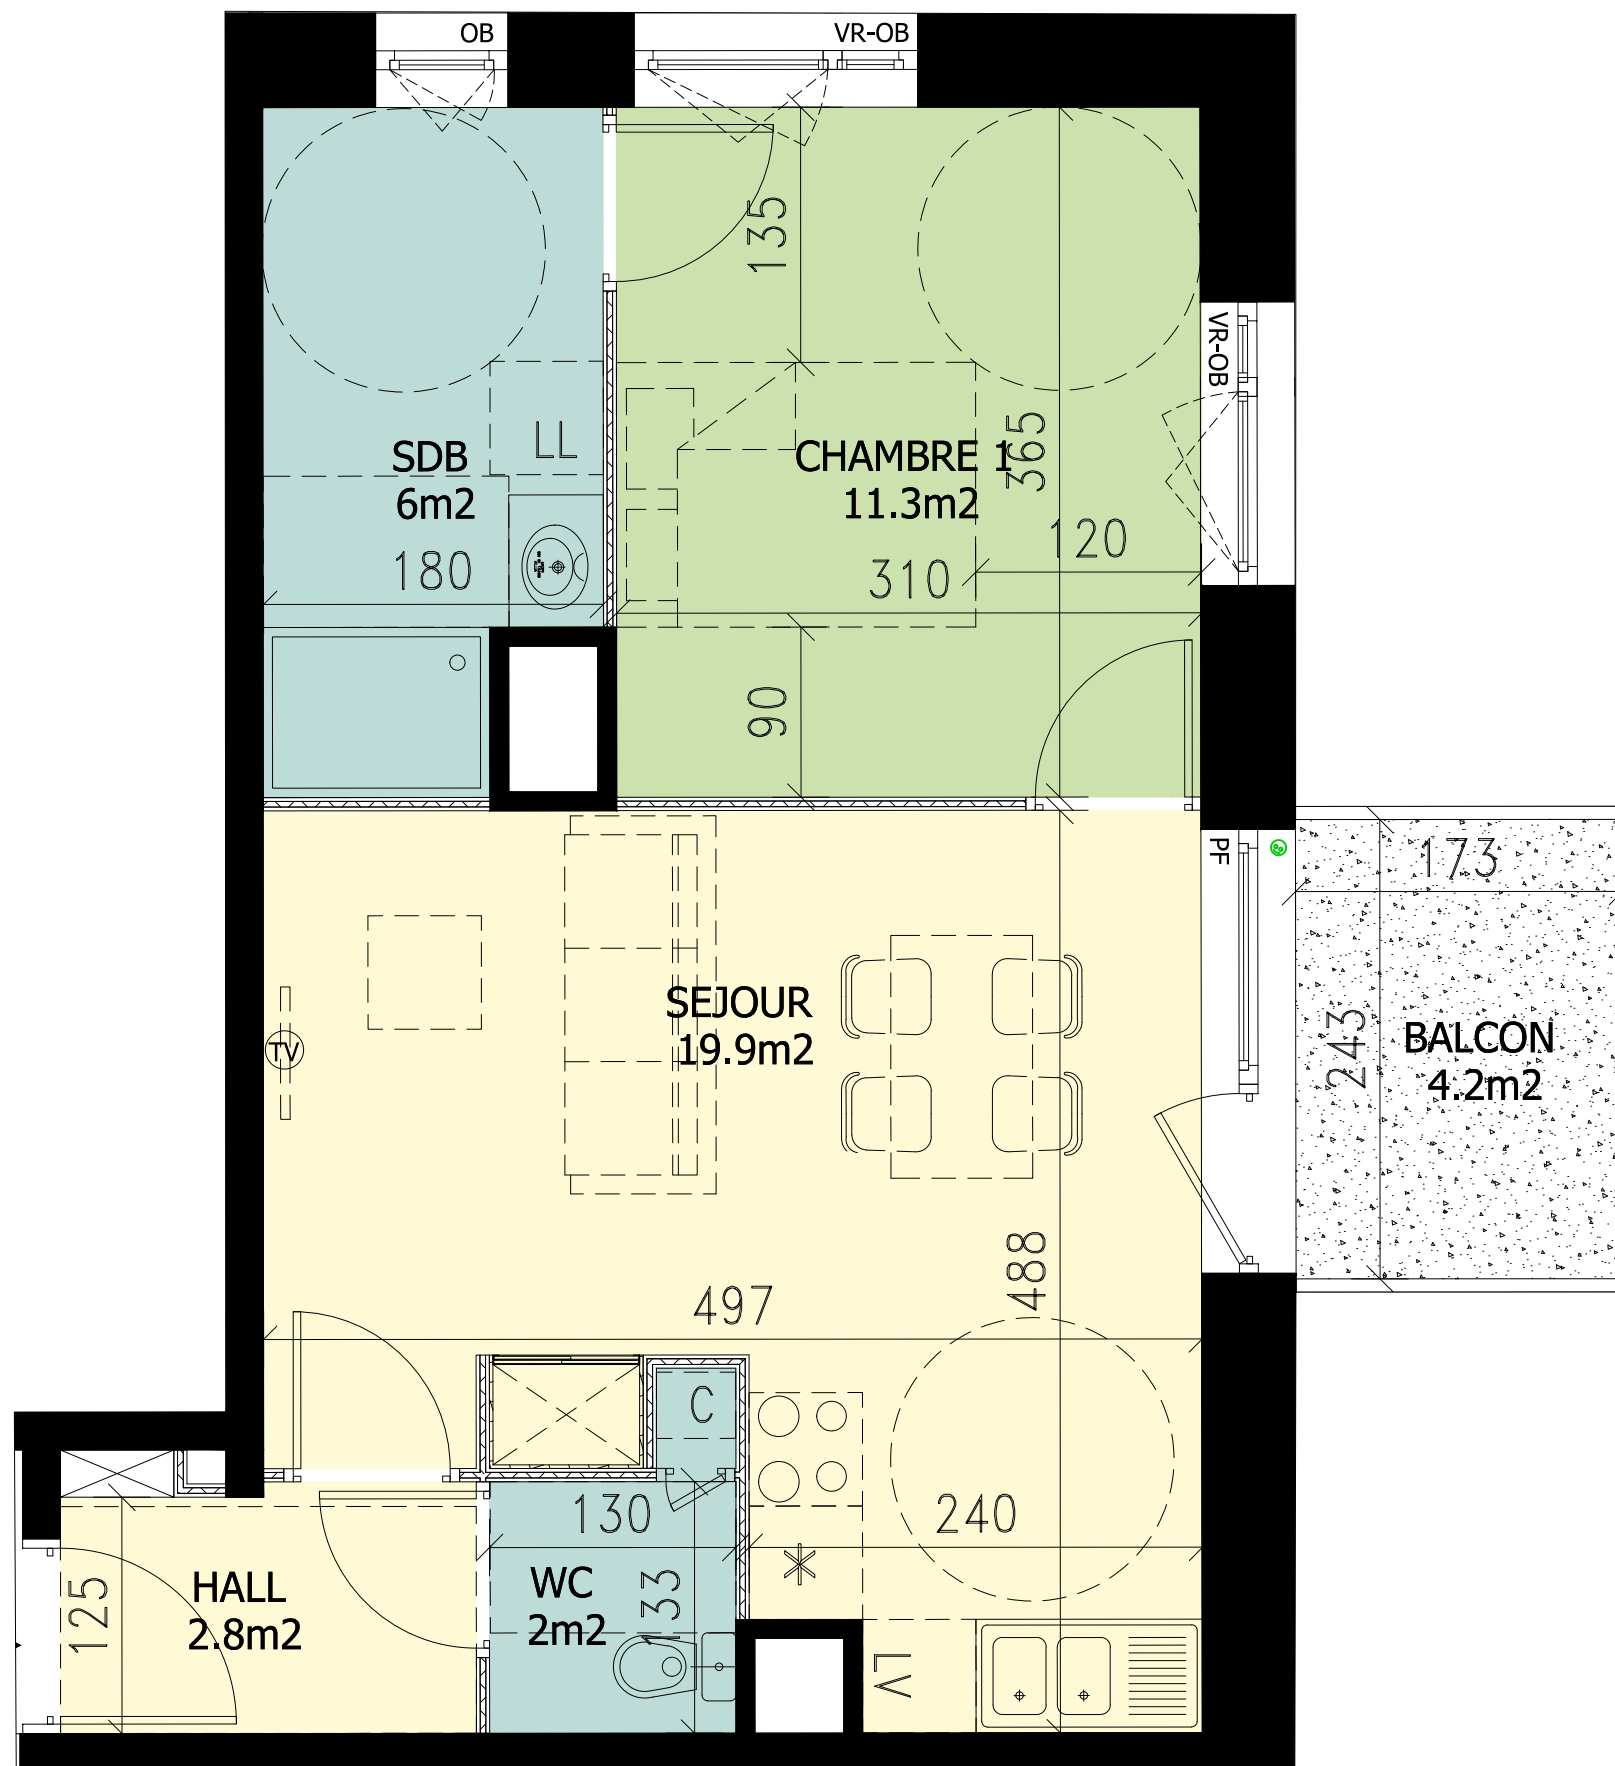 OB
VR-OB
135
VR-OB
365
LL
SDB
6m2
CHAMBRE 1
11.3m2
120
180
310
90
PF
173
SEJOUR
19.9m2
TV
243
BALCON
4.2m2
488
497
C
130
240
HALL
2.8m2
125
WC
2m2
133
LV